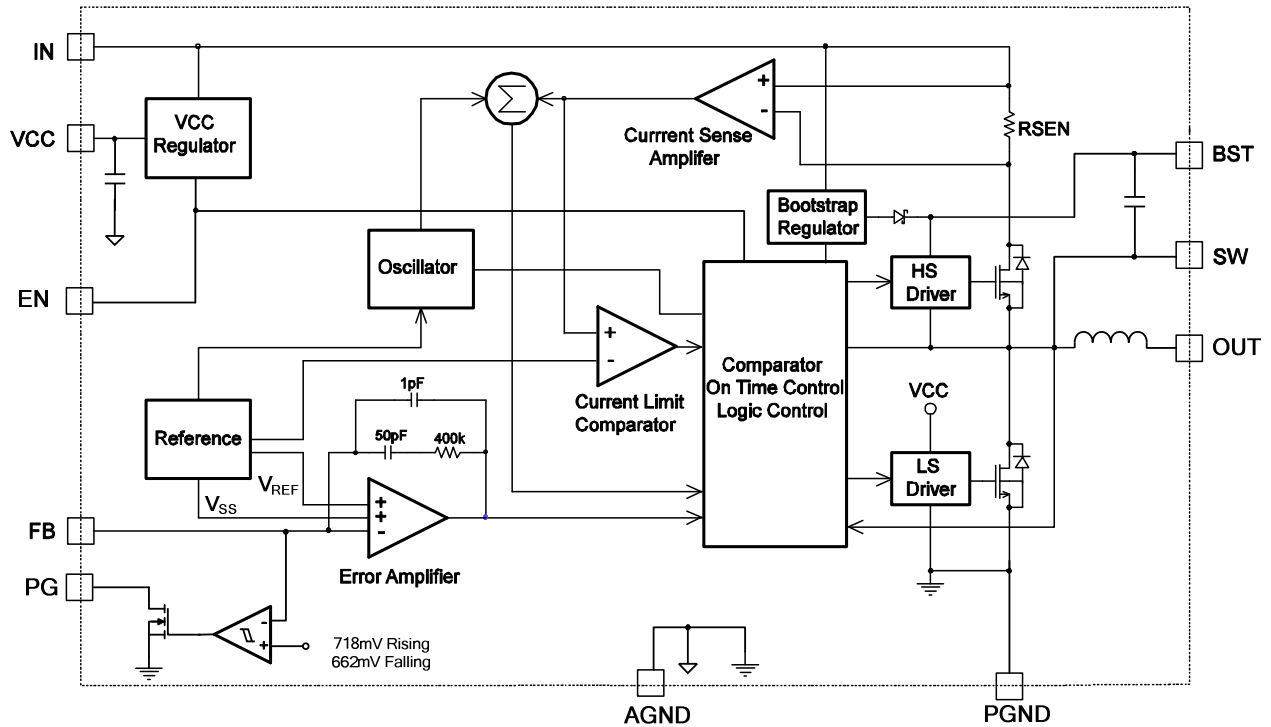 IN
VCC
Regulator
VCC
Σ
+
-
Currrent Sense
Amplifer
RSEN
BST
Bootstrap
Regulator
SW
Oscillator
HS
Driver
EN
+
-
OUT
Comparator
On Time Control
Logic Control
Current Limit
Comparator
1pF
50pF
400k
VCC
Reference
LS
Driver
VREF
VSS
+
+
-
FB
Error Amplifier
PG
-
+
718mV Rising
662mV Falling
AGND
PGND